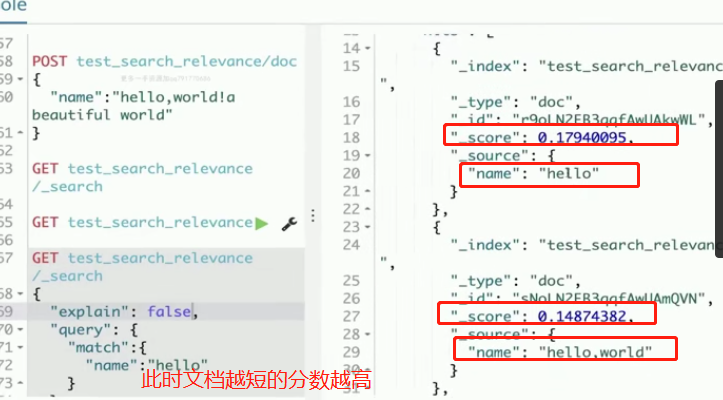 ole
57
58
POST test_search_relevance/doc
59
{
60
"name":"hello,world!a
beautiful world"
61
}
62
63
GET test_search_relevance
/_search
64
65
GET test_search_relevance
66
67
GET test_search_relevance
/_search
68
{
69
"explain": false,
70
"query": {
71
"match":{
72
"name":"hello"
73
}
此时文档越短的分数越高
14
{
15
"_index": "test_search_relevanc
",
16
"_type": "doc",
17
18
"_score": 0.17940095,
19
"_source": {
20
"name": "hello"
21
}
22
},
23
{
24
"_index": "test_search_relevanc
",
25
"_type": "doc",
26
27
"_score": 0.14874382,
28
"_source": {
29
"name": "hello,world"
30
}
31